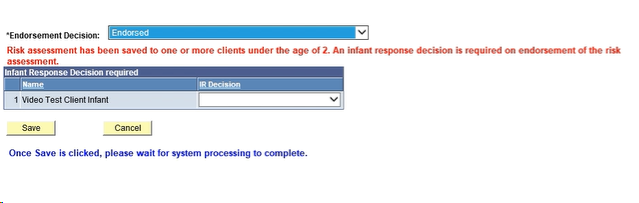 *Endorsement Decision: Endorsed
Risk assessment has been saved to one or more clients under the age of 2. An infant response decision is required on endorsement of the risk
assessment.
Infant Response Decision required
Name IR Decision
1 Video Test Client Infant
Save Cancel
Once Save is clicked, please wait for system processing to complete.